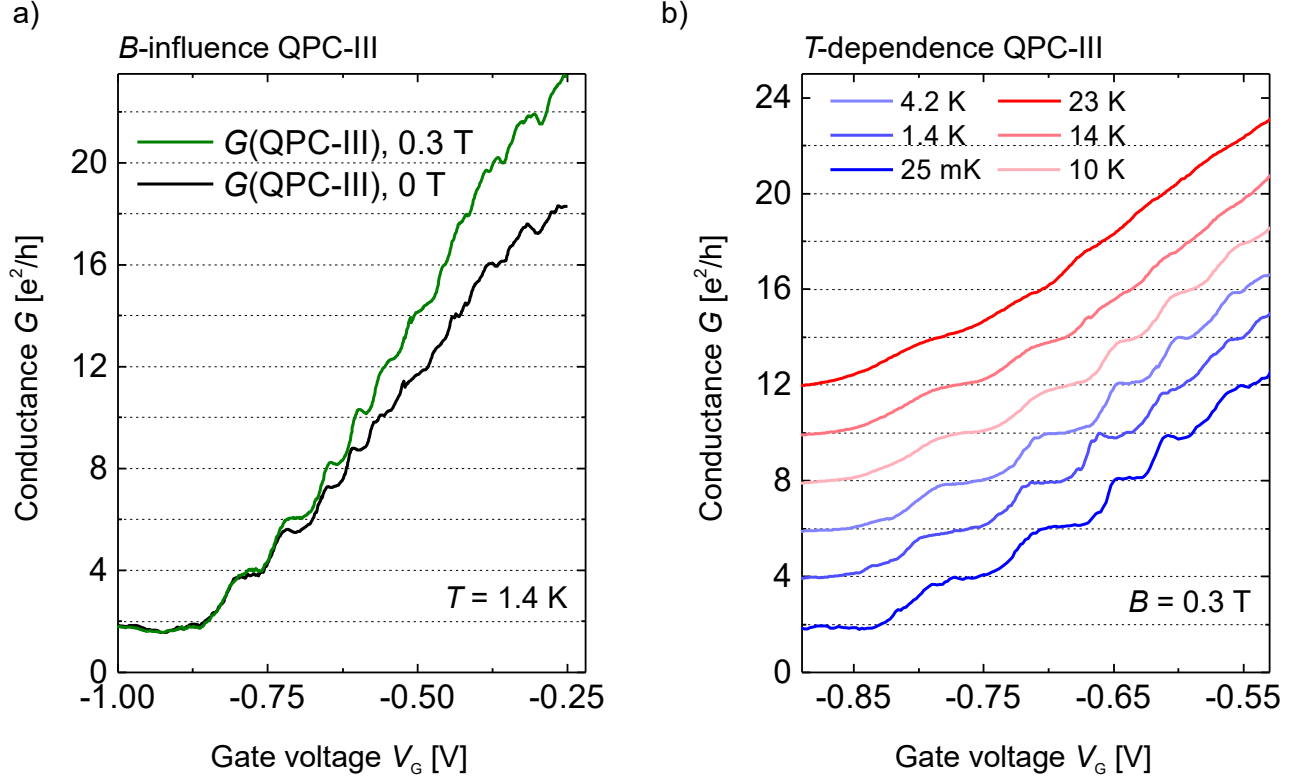 a)
B-influence QPC-III
G(QPC-III), 0.3 T
G(QPC-III), 0 T
T = 1.4 K
0
4
8
12
16
20
-1.00
-0.75
-0.50
-0.25
Conductance G [e²/h]
Gate voltage V_G [V]
b)
T-dependence QPC-III
4.2 K
1.4 K
25 mK
23 K
14 K
10 K
B = 0.3 T
0
4
8
12
16
20
24
-0.85
-0.75
-0.65
-0.55
Conductance G [e²/h]
Gate voltage V_G [V]